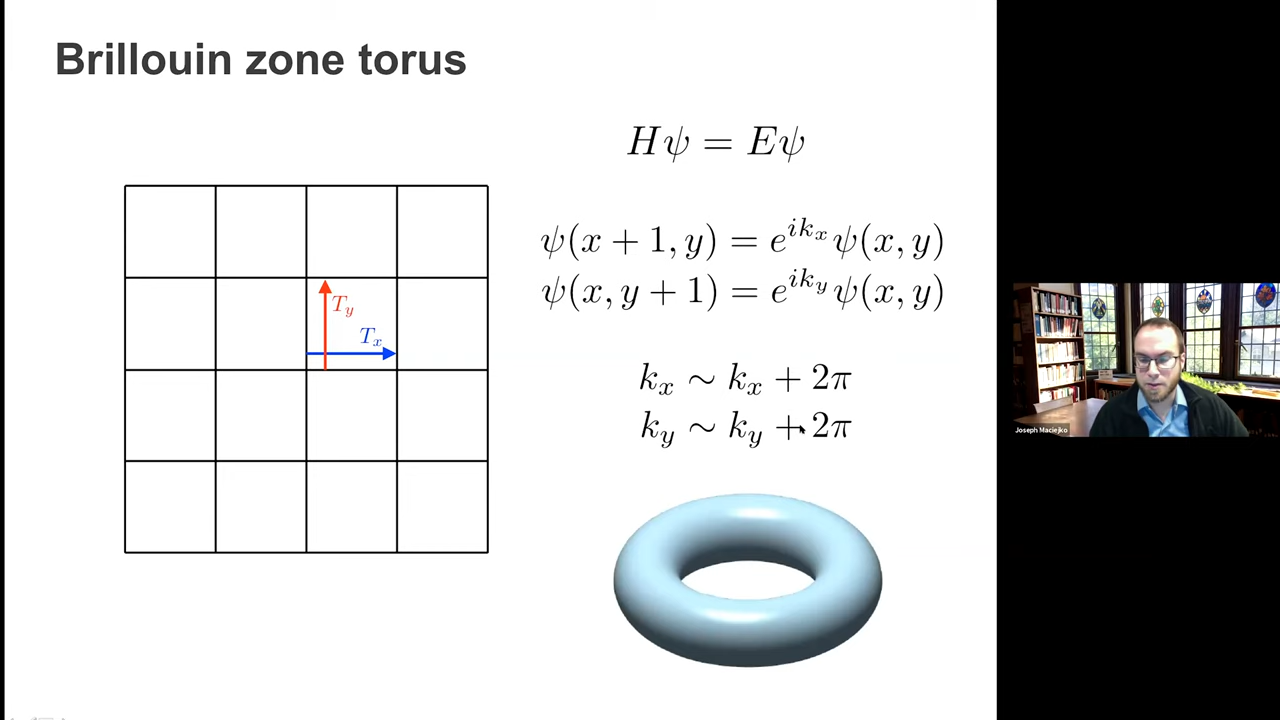 Brillouin zone torus
Hψ = Eψ
ψ(x + 1, y) = e^{ik_x}ψ(x, y)
ψ(x, y + 1) = e^{ik_y}ψ(x, y)
T_y
T_x
k_x ∼ k_x + 2π
k_y ∼ k_y + 2π
Joseph Maciejko